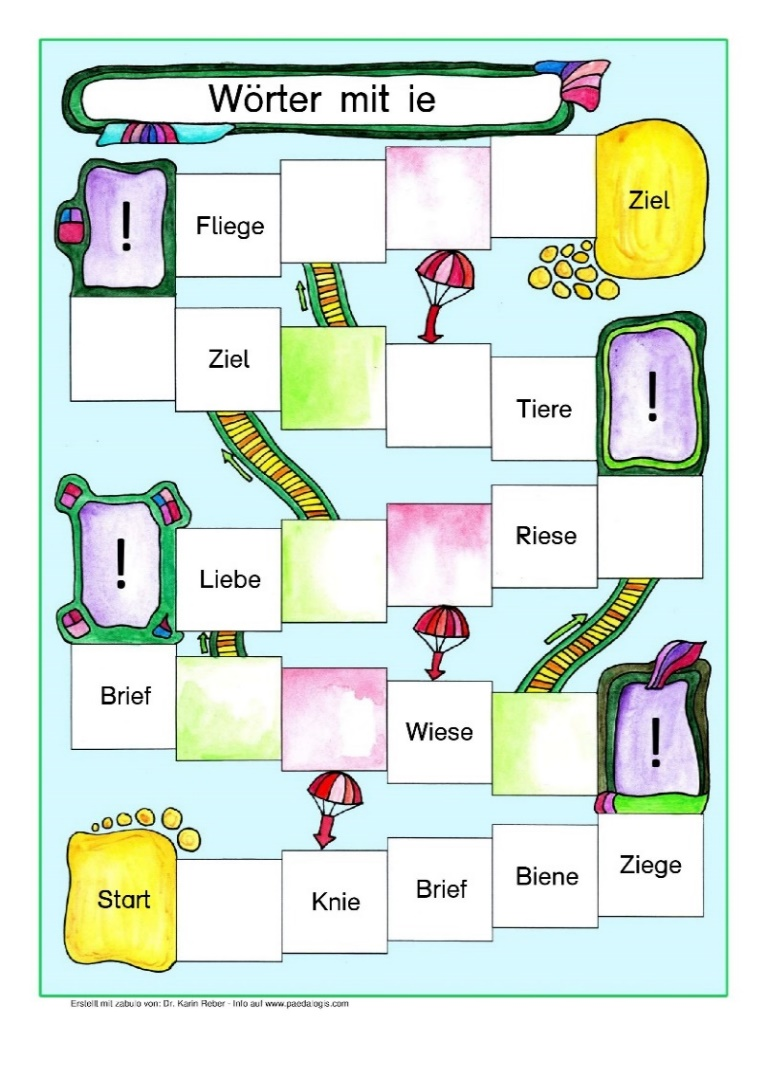 Wörter mit ie
Ziel
! Fliege
Ziel
Tiere !
! Liebe Riese
Brief Wiese !
Start Knie Brief Biene Ziege
Erstellt mit zabulo von: Dr. Karin Reber - Info auf www.paedalogis.com